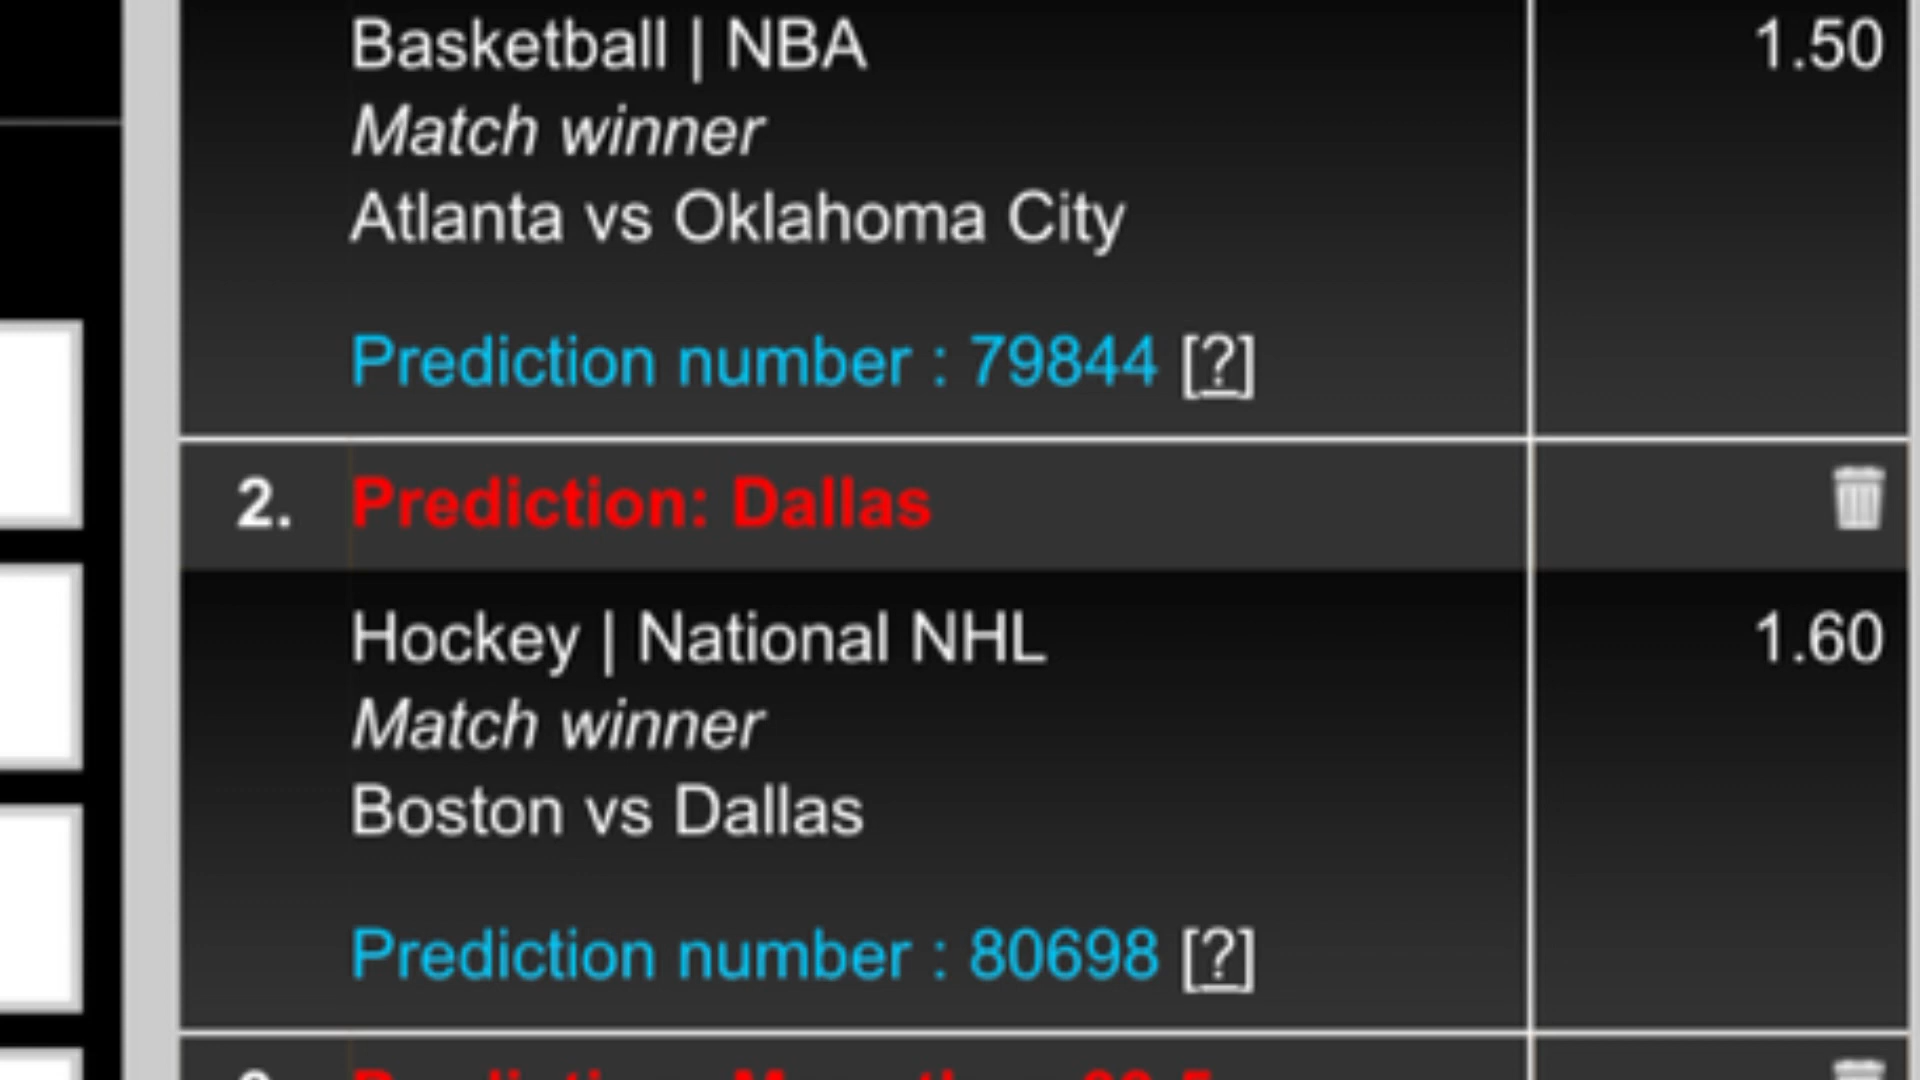 Basketball | NBA 1.50
Match winner
Atlanta vs Oklahoma City
Prediction number : 79844 [?]
2. Prediction: Dallas
Hockey | National NHL 1.60
Match winner
Boston vs Dallas
Prediction number : 80698 [?]